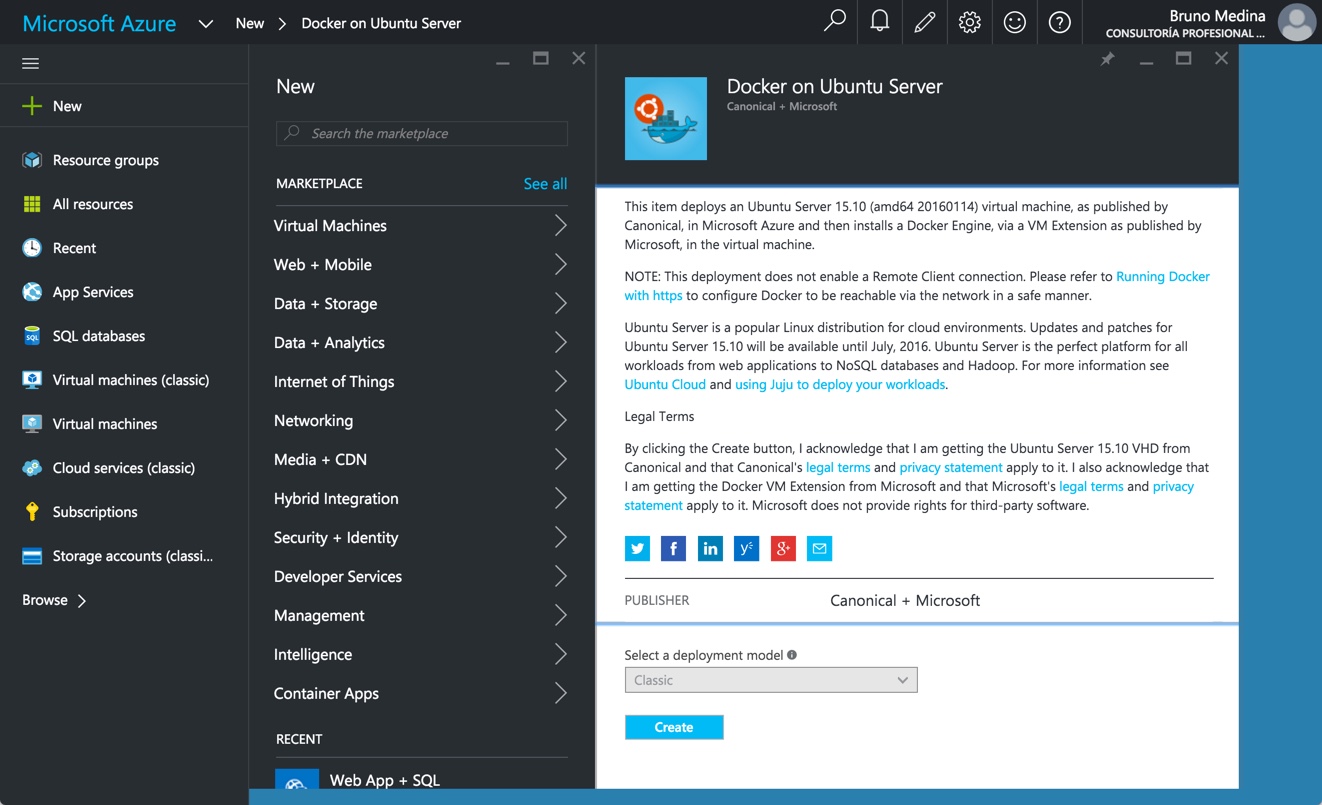 Microsoft Azure
New
Docker on Ubuntu Server
Bruno Medina
CONSULTORÍA PROFESIONAL ...
New
Resource groups
All resources
Recent
App Services
SQL databases
Virtual machines (classic)
Virtual machines
Cloud services (classic)
Subscriptions
Storage accounts (classi...
Browse
New
Search the marketplace
MARKETPLACE
See all
Virtual Machines
Web + Mobile
Data + Storage
Data + Analytics
Internet of Things
Networking
Media + CDN
Hybrid Integration
Security + Identity
Developer Services
Management
Intelligence
Container Apps
RECENT
Web App + SQL
Docker on Ubuntu Server
Canonical + Microsoft
This item deploys an Ubuntu Server 15.10 (amd64 20160114) virtual machine, as published by
Canonical, in Microsoft Azure and then installs a Docker Engine, via a VM Extension as published by
Microsoft, in the virtual machine.
NOTE: This deployment does not enable a Remote Client connection. Please refer to Running Docker
with https to configure Docker to be reachable via the network in a safe manner.
Ubuntu Server is a popular Linux distribution for cloud environments. Updates and patches for
Ubuntu Server 15.10 will be available until July, 2016. Ubuntu Server is the perfect platform for all
workloads from web applications to NoSQL databases and Hadoop. For more information see
Ubuntu Cloud and using Juju to deploy your workloads.
Legal Terms
By clicking the Create button, I acknowledge that I am getting the Ubuntu Server 15.10 VHD from
Canonical and that Canonical's legal terms and privacy statement apply to it. I also acknowledge that
I am getting the Docker VM Extension from Microsoft and that Microsoft's legal terms and privacy
statement apply to it. Microsoft does not provide rights for third-party software.
PUBLISHER
Canonical + Microsoft
Select a deployment model
Classic
Create